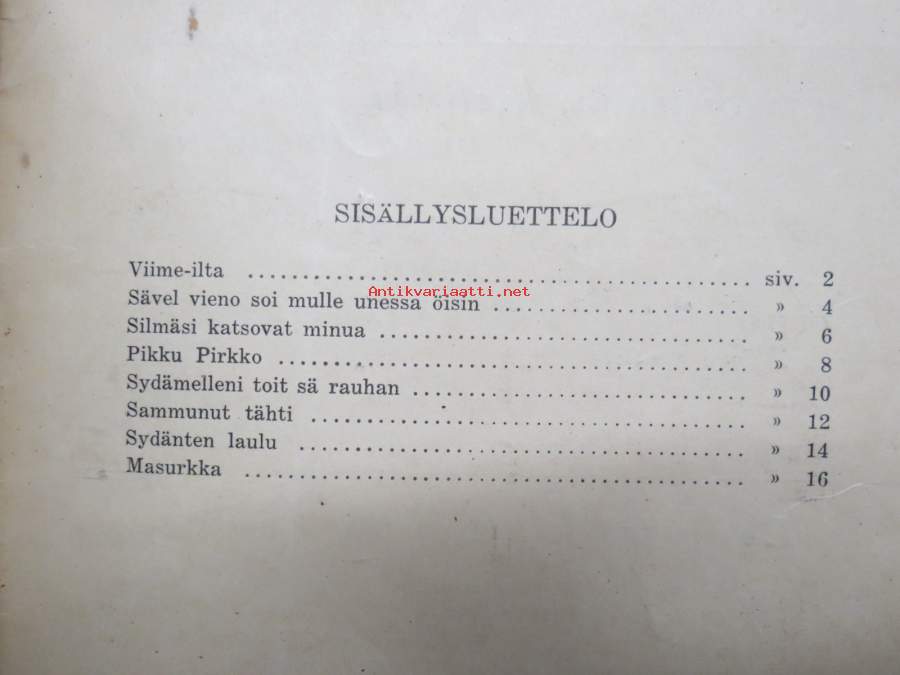 SISÄLLYSLUETTELO
Viime-ilta ................................................ siv. 2
Antikvariaatti.net
Sävel vieno soi mulle unessa öisin ........................ » 4
Silmäsi katsovat minua .................................... » 6
Pikku Pirkko .............................................. » 8
Sydämelleni toit sä rauhan ................................ » 10
Sammunut tähti ............................................ » 12
Sydänten laulu ............................................ » 14
Masurkka .................................................. » 16